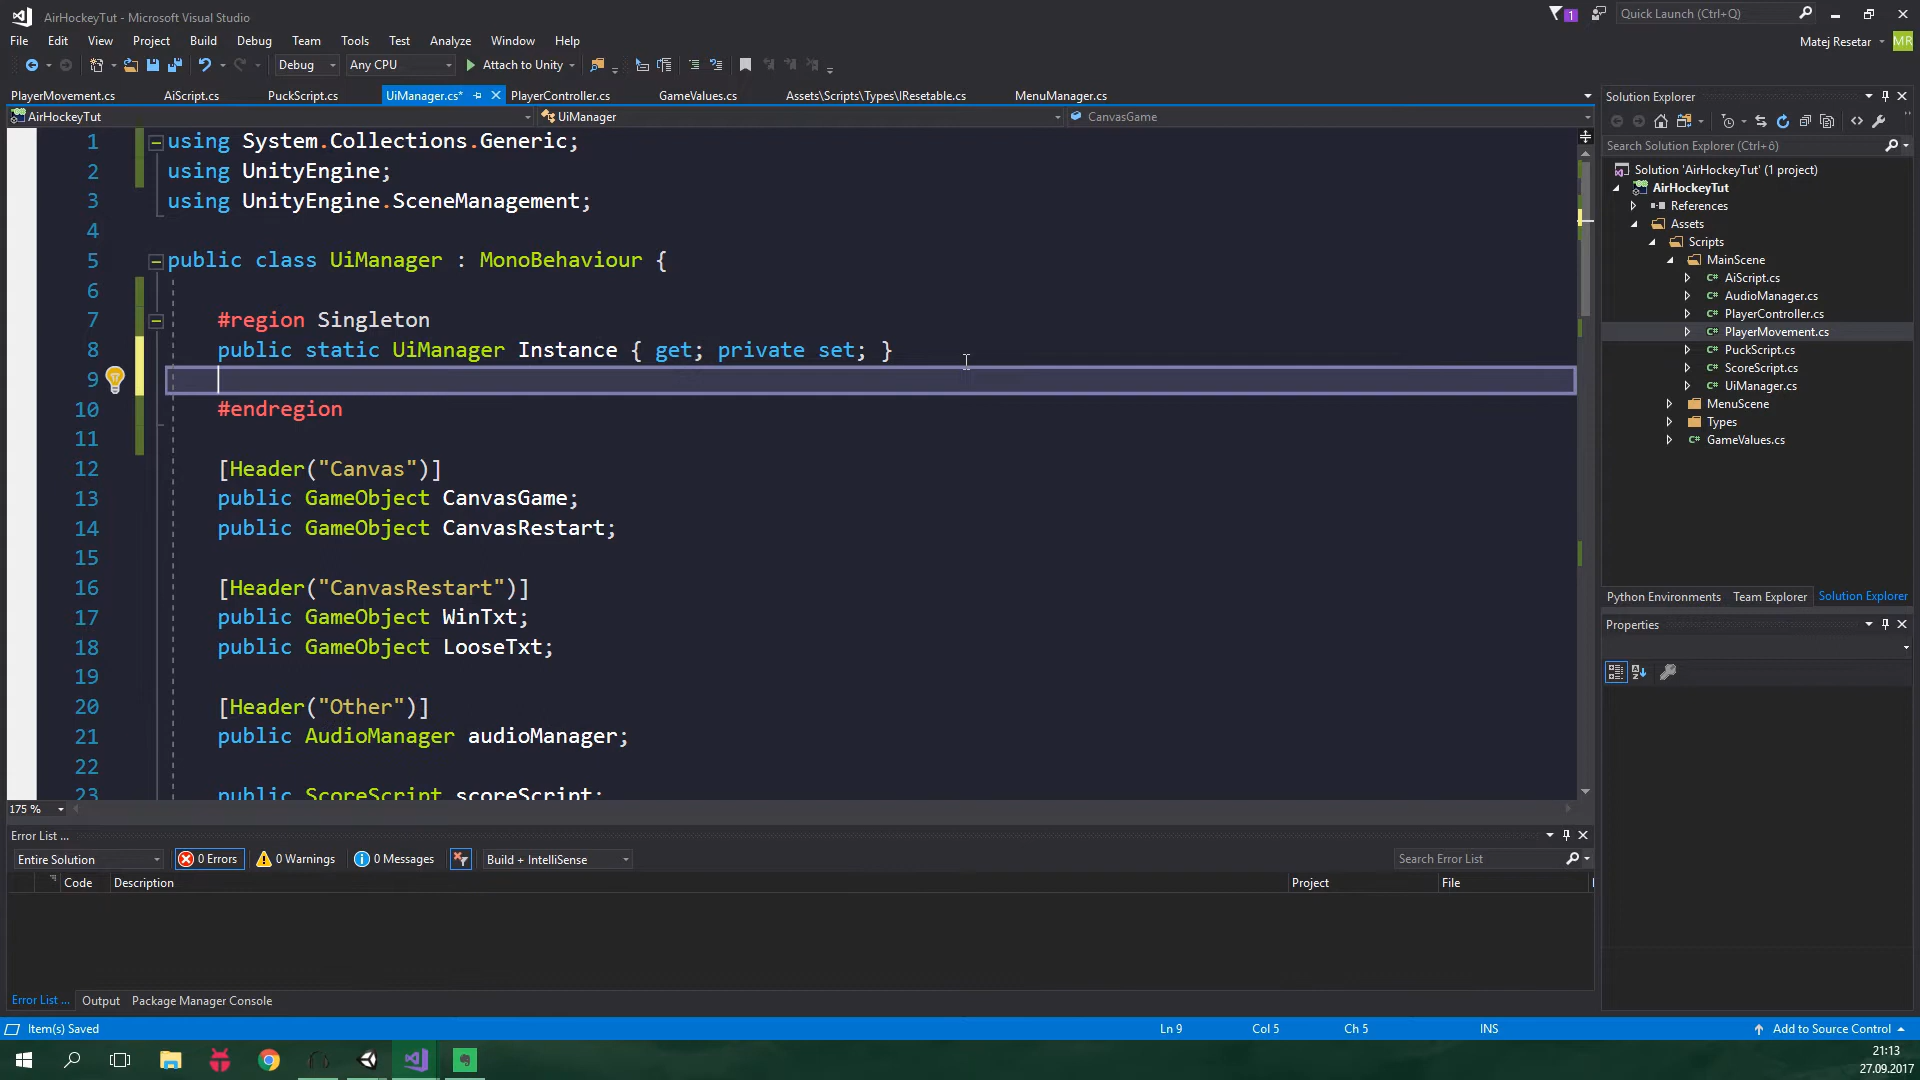 AirHockeyTut - Microsoft Visual Studio
1
Quick Launch (Ctrl+Q)
File Edit View Project Build Debug Team Tools Test Analyze Window Help
Matej Resetar MR
Debug Any CPU Attach to Unity
PlayerMovement.cs AiScript.cs PuckScript.cs UiManager.cs* PlayerController.cs GameValues.cs Assets\Scripts\Types\IResetable.cs MenuManager.cs
AirHockeyTut UiManager CanvasGame
1 using System.Collections.Generic;
2 using UnityEngine;
3 using UnityEngine.SceneManagement;
4
5 public class UiManager : MonoBehaviour {
6
7 #region Singleton
8 public static UiManager Instance { get; private set; }
9
10 #endregion
11
12 [Header("Canvas")]
13 public GameObject CanvasGame;
14 public GameObject CanvasRestart;
15
16 [Header("CanvasRestart")]
17 public GameObject WinTxt;
18 public GameObject LooseTxt;
19
20 [Header("Other")]
21 public AudioManager audioManager;
22
23 public ScoreScript scoreScript;
175 %
Solution Explorer
Search Solution Explorer (Ctrl+ô)
Solution 'AirHockeyTut' (1 project)
AirHockeyTut
References
Assets
Scripts
MainScene
C# AiScript.cs
C# AudioManager.cs
C# PlayerController.cs
C# PlayerMovement.cs
C# PuckScript.cs
C# ScoreScript.cs
C# UiManager.cs
MenuScene
Types
C# GameValues.cs
Python Environments Team Explorer Solution Explorer
Properties
Error List ...
Entire Solution 0 Errors 0 Warnings 0 Messages Build + IntelliSense Search Error List
Code Description Project File
Error List ... Output Package Manager Console
Item(s) Saved Ln 9 Col 5 Ch 5 INS Add to Source Control
21:13
27.09.2017